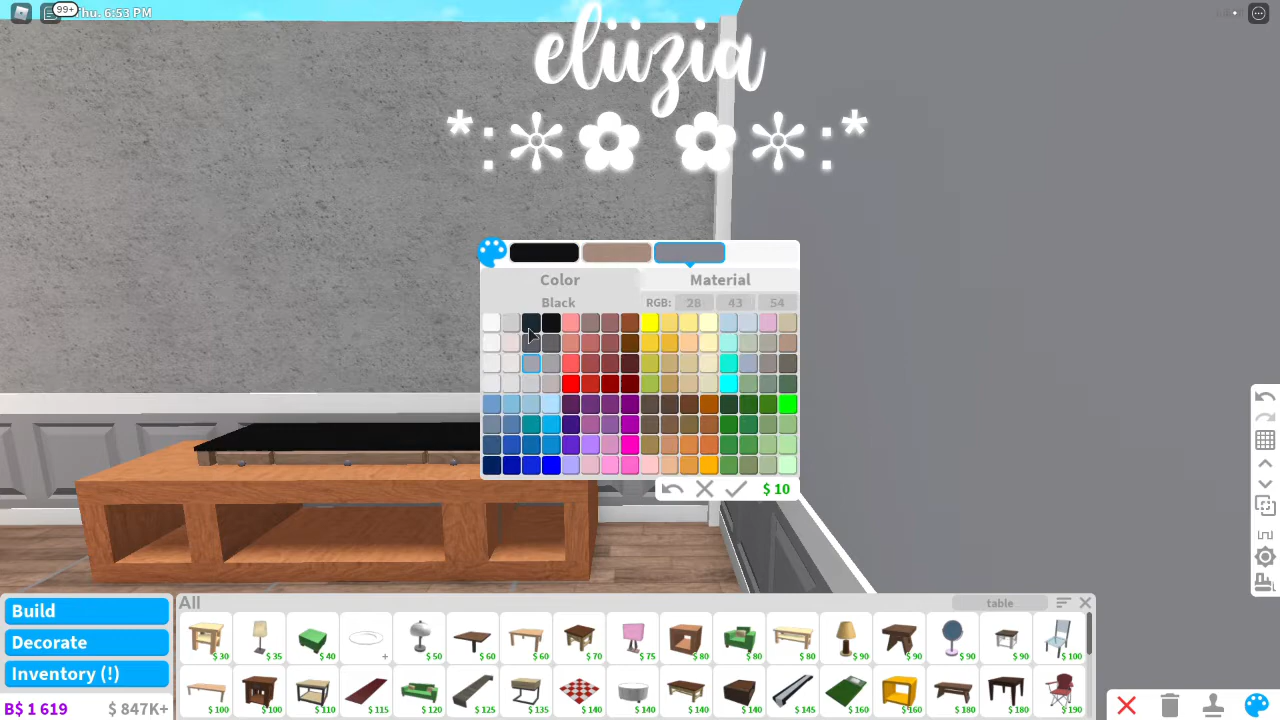 99+
Thu. 6:53 PM
eliizia
*:✼✿ ✿✼:*
Color
Material
Black
RGB: 28 43 54
$ 10
Build
Decorate
Inventory (!)
B$ 1 619
$ 847K+
All
table
$ 30
$ 35
$ 40
+
$ 50
$ 60
$ 60
$ 70
$ 75
$ 80
$ 80
$ 80
$ 90
$ 90
$ 90
$ 90
$ 100
$ 100
$ 100
$ 110
$ 115
$ 120
$ 125
$ 135
$ 140
$ 140
$ 140
$ 140
$ 145
$ 160
$ 160
$ 180
$ 180
$ 190